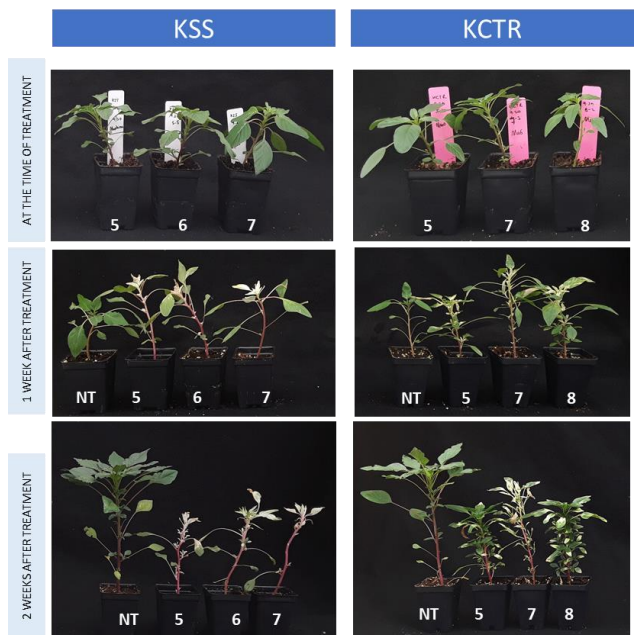 KSS
KCTR
AT THE TIME OF TREATMENT
5 6 7
5 7 8
1 WEEK AFTER TREATMENT
NT 5 6 7
NT 5 7 8
2 WEEKS AFTER TREATMENT
NT 5 6 7
NT 5 7 8